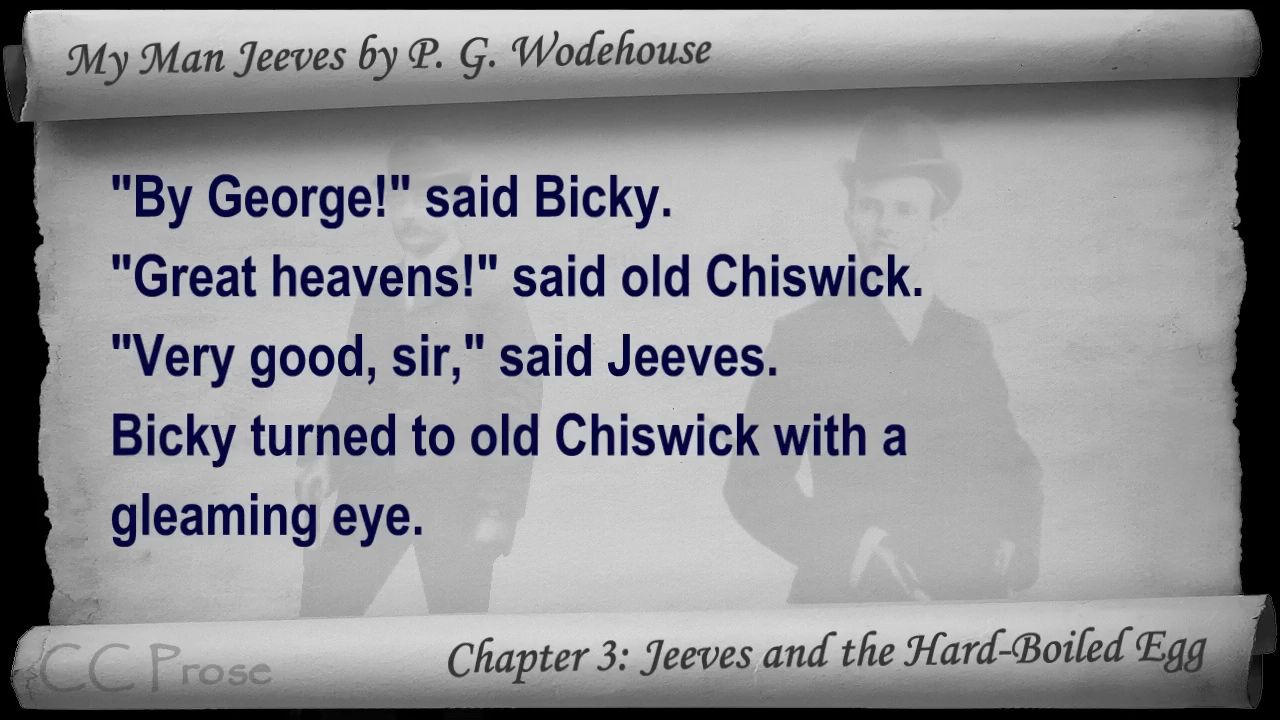 My Man Jeeves by P. G. Wodehouse
"By George!" said Bicky.
"Great heavens!" said old Chiswick.
"Very good, sir," said Jeeves.
Bicky turned to old Chiswick with a
gleaming eye.
CC Prose
Chapter 3: Jeeves and the Hard-Boiled Egg